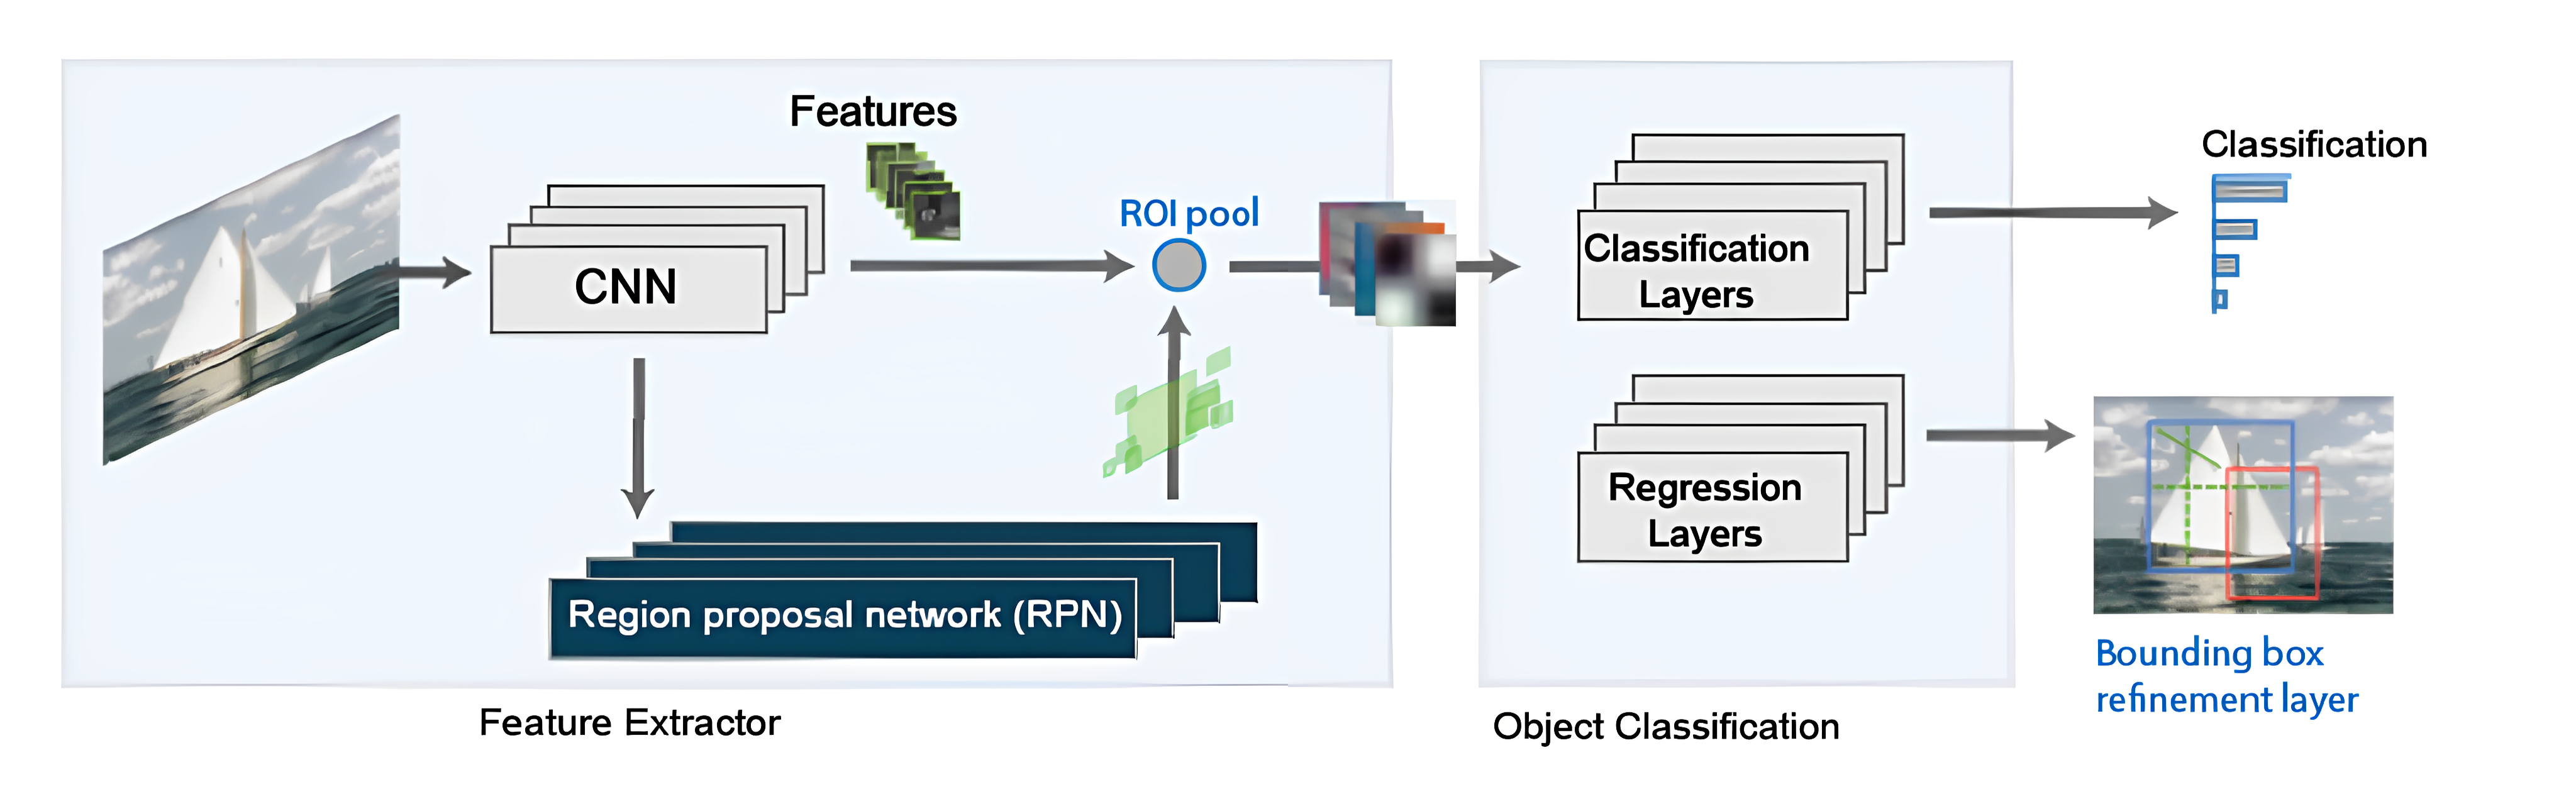 Features
ROI pool
CNN
Region proposal network (RPN)
Feature Extractor
Classification
Layers
Regression
Layers
Object Classification
Classification
Bounding box
refinement layer